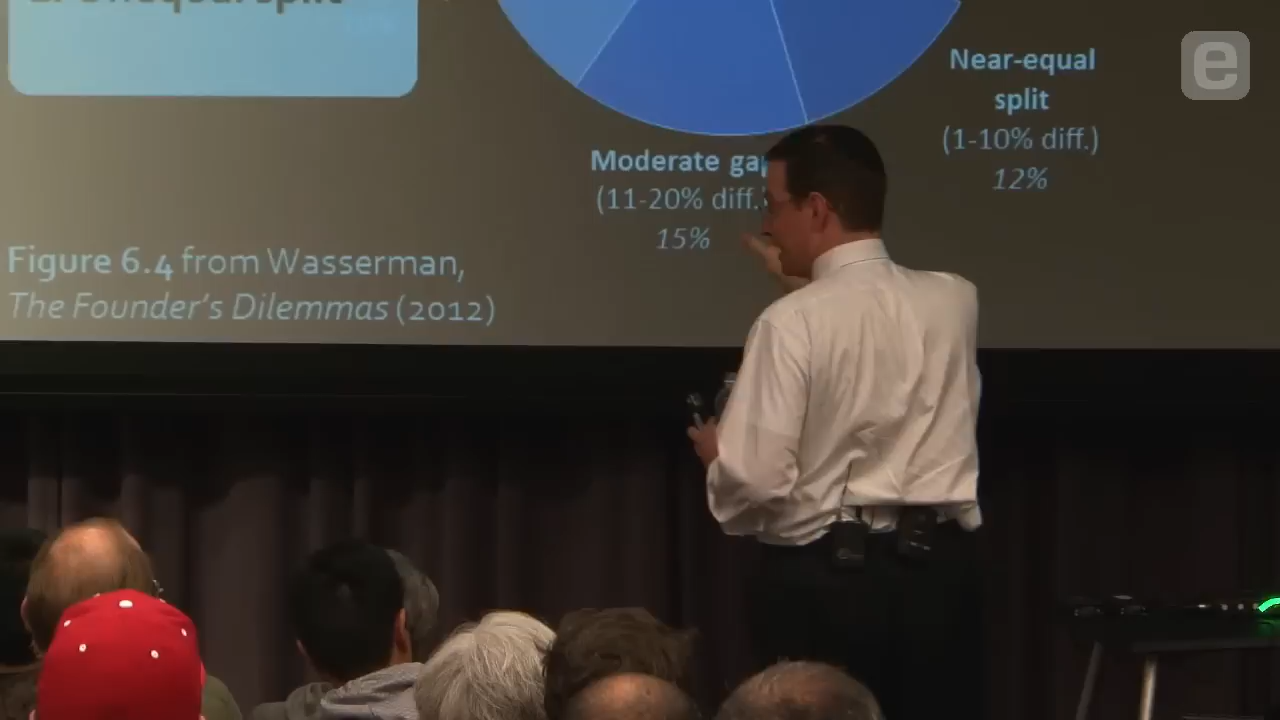 split
Near-equal
split
(1-10% diff.)
12%
Moderate gap
(11-20% diff.)
15%
Figure 6.4 from Wasserman,
The Founder's Dilemmas (2012)
e